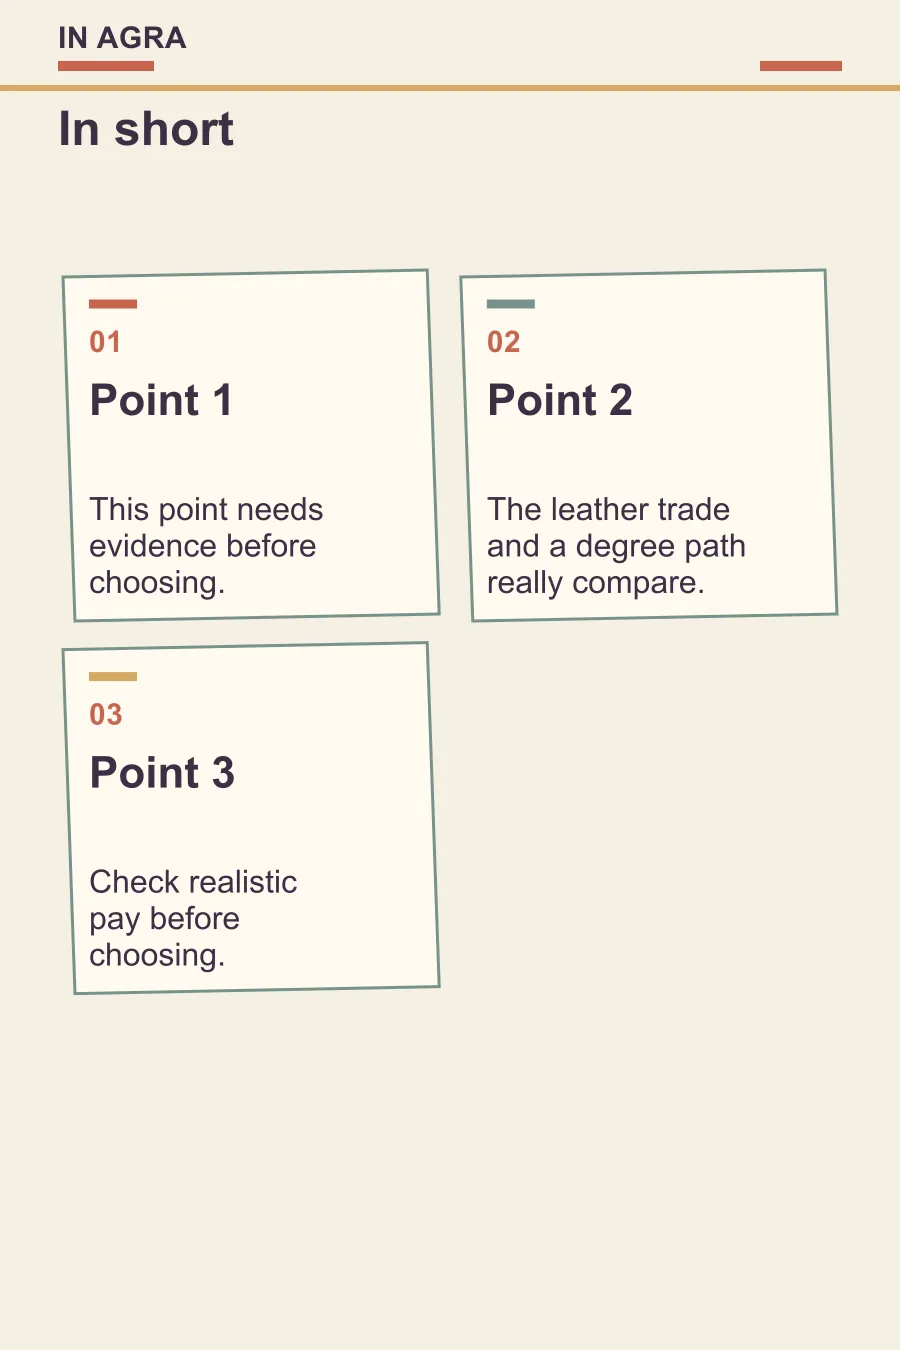 IN AGRA
In short
01
Point 1
This point needs
evidence before
choosing.
02
Point 2
The leather trade
and a degree path
really compare.
03
Point 3
Check realistic
pay before
choosing.